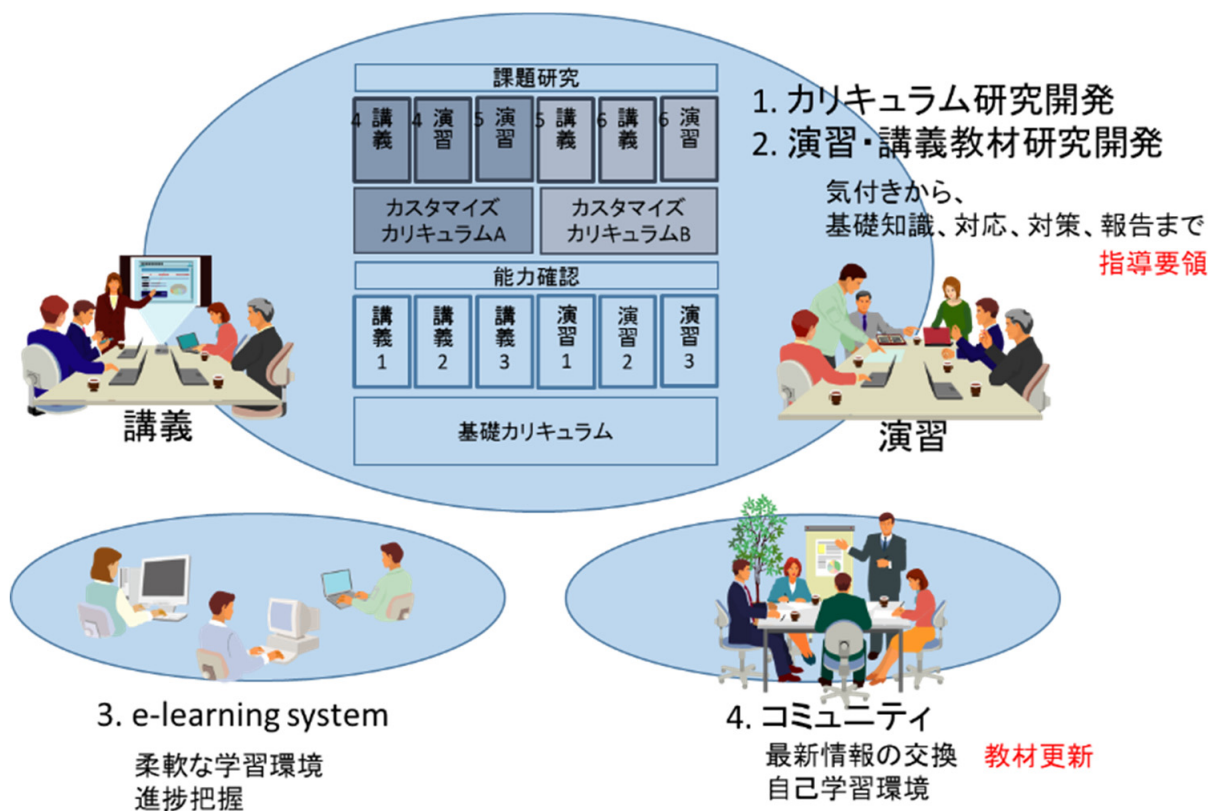 課題研究
4 講義
4 演習
5 演習
5 講義
6 講義
6 演習
カスタマイズ
カリキュラムA
カスタマイズ
カリキュラムB
能力確認
講義1
講義2
講義3
演習1
演習2
演習3
基礎カリキュラム
1. カリキュラム研究開発
2. 演習・講義教材研究開発
気付きから、
基礎知識、対応、対策、報告まで
指導要領
講義
演習
3. e-learning system
柔軟な学習環境
進捗把握
4. コミュニティ
最新情報の交換 教材更新
自己学習環境